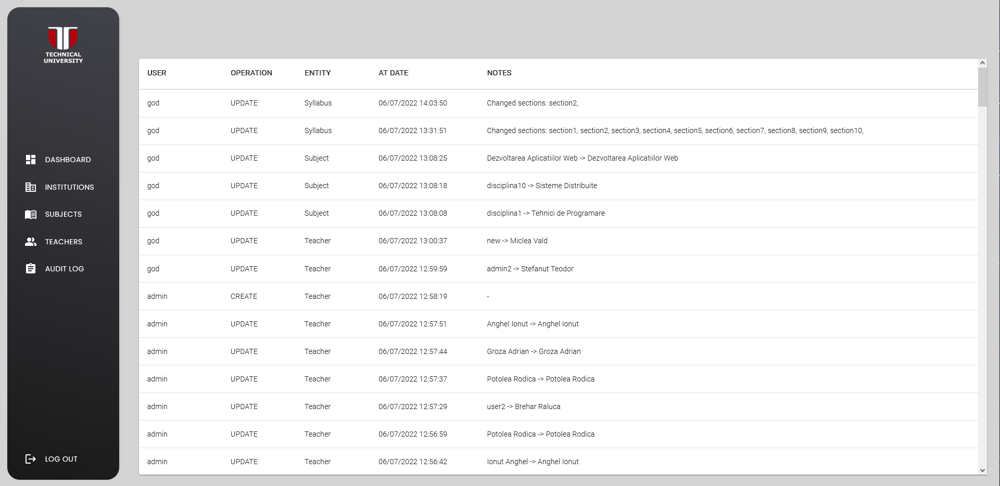 TECHNICAL
UNIVERSITY
DASHBOARD
INSTITUTIONS
SUBJECTS
TEACHERS
AUDIT LOG
LOG OUT
USER OPERATION ENTITY AT DATE NOTES
god UPDATE Syllabus 06/07/2022 14:03:50 Changed sections: section2,
god UPDATE Syllabus 06/07/2022 13:31:51 Changed sections: section1, section2, section3, section4, section5, section6, section7, section8, section9, section10,
god UPDATE Subject 06/07/2022 13:08:25 Dezvoltarea Aplicatiilor Web -> Dezvoltarea Aplicatiilor Web
god UPDATE Subject 06/07/2022 13:08:18 disciplina10 -> Sisteme Distribuite
god UPDATE Subject 06/07/2022 13:08:08 disciplina1 -> Tehnici de Programare
god UPDATE Teacher 06/07/2022 13:00:37 new -> Miclea Vald
god UPDATE Teacher 06/07/2022 12:59:59 admin2 -> Stefanut Teodor
admin CREATE Teacher 06/07/2022 12:58:19 -
admin UPDATE Teacher 06/07/2022 12:57:51 Anghel Ionut -> Anghel Ionut
admin UPDATE Teacher 06/07/2022 12:57:44 Groza Adrian -> Groza Adrian
admin UPDATE Teacher 06/07/2022 12:57:37 Potolea Rodica -> Potolea Rodica
admin UPDATE Teacher 06/07/2022 12:57:29 user2 -> Brehar Raluca
admin UPDATE Teacher 06/07/2022 12:56:59 Potolea Rodica -> Potolea Rodica
admin UPDATE Teacher 06/07/2022 12:56:42 Ionut Anghel -> Anghel Ionut